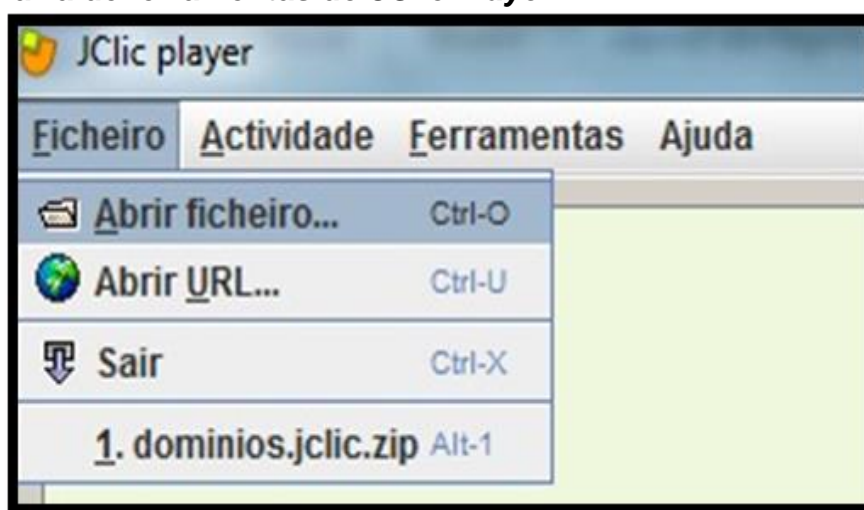 JClic player
Ficheiro Actividade Ferramentas Ajuda
Abrir ficheiro... Ctrl-O
Abrir URL... Ctrl-U
Sair Ctrl-X
1. dominios.jclic.zip Alt-1